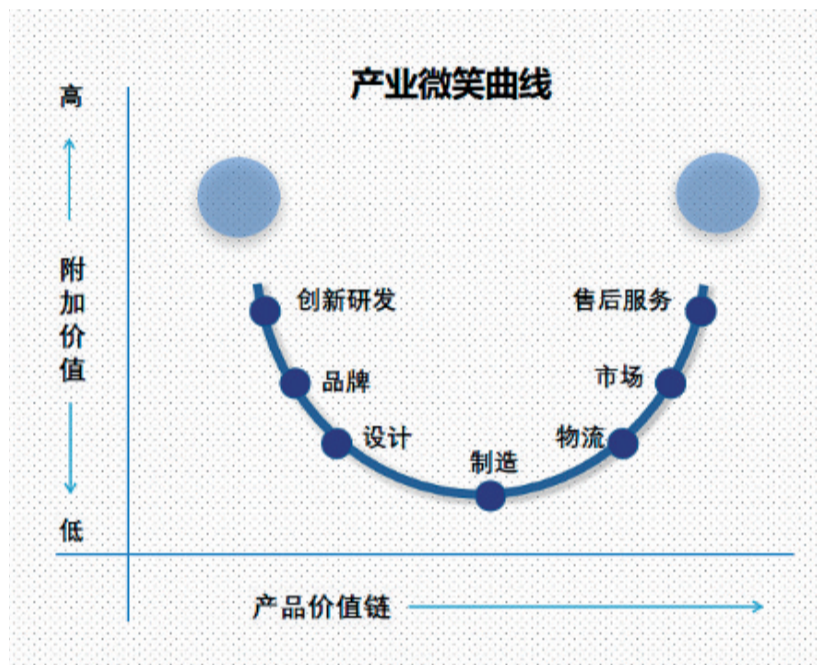 产业微笑曲线
高
附加价值
低
创新研发
售后服务
品牌
市场
设计
物流
制造
产品价值链